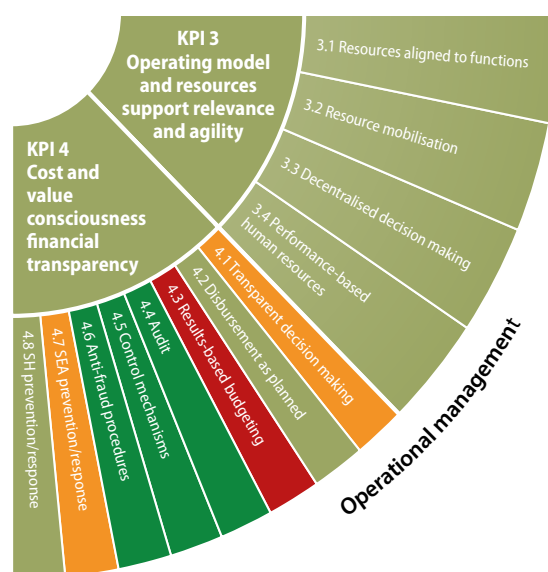 KPI 3
Operating model
and resources
support relevance
and agility
3.1 Resources aligned to functions
3.2 Resource mobilisation
3.3 Decentralised decision making
3.4 Performance-based
human resources
KPI 4
Cost and
value
consciousness
financial
transparency
4.1 Transparent decision making
4.2 Disbursement as
planned
4.3 Results-based budgeting
4.4 Audit
4.5 Control mechanisms
4.6 Anti-fraud procedures
4.7 SEA prevention/response
4.8 SH prevention/
response
Operational management